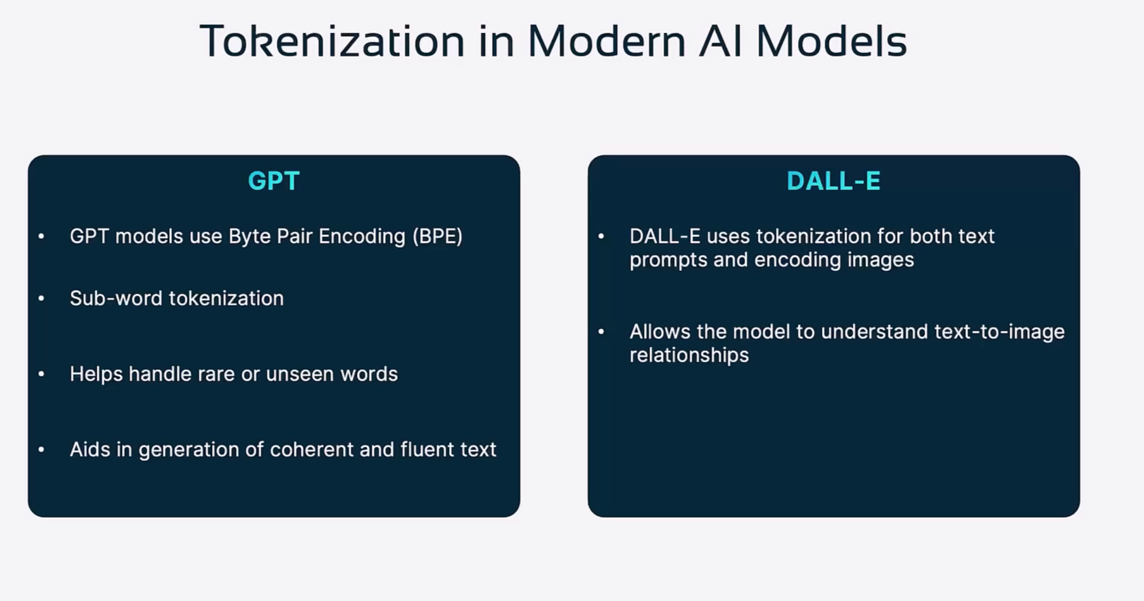 Tokenization in Modern AI Models
GPT
• GPT models use Byte Pair Encoding (BPE)
• Sub-word tokenization
• Helps handle rare or unseen words
• Aids in generation of coherent and fluent text
DALL-E
• DALL-E uses tokenization for both text
prompts and encoding images
• Allows the model to understand text-to-image
relationships